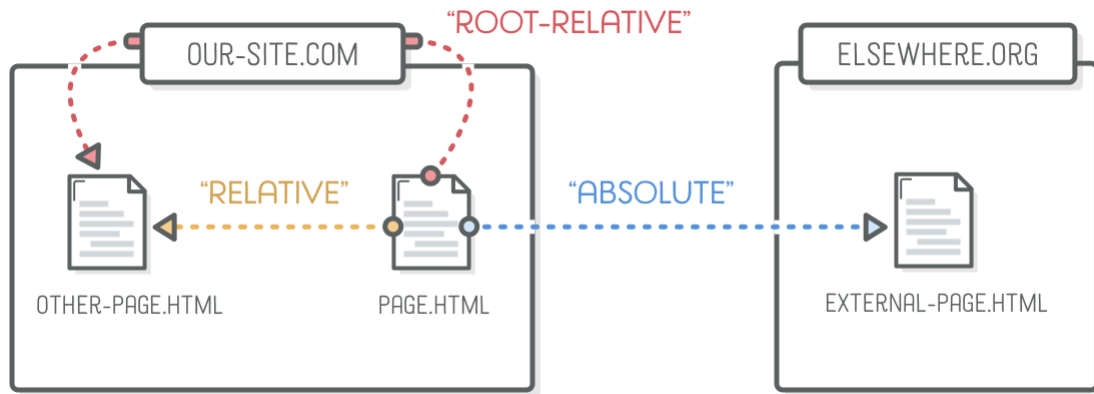 “ROOT-RELATIVE”
OUR-SITE.COM
ELSEWHERE.ORG
“RELATIVE”
“ABSOLUTE”
OTHER-PAGE.HTML
PAGE.HTML
EXTERNAL-PAGE.HTML